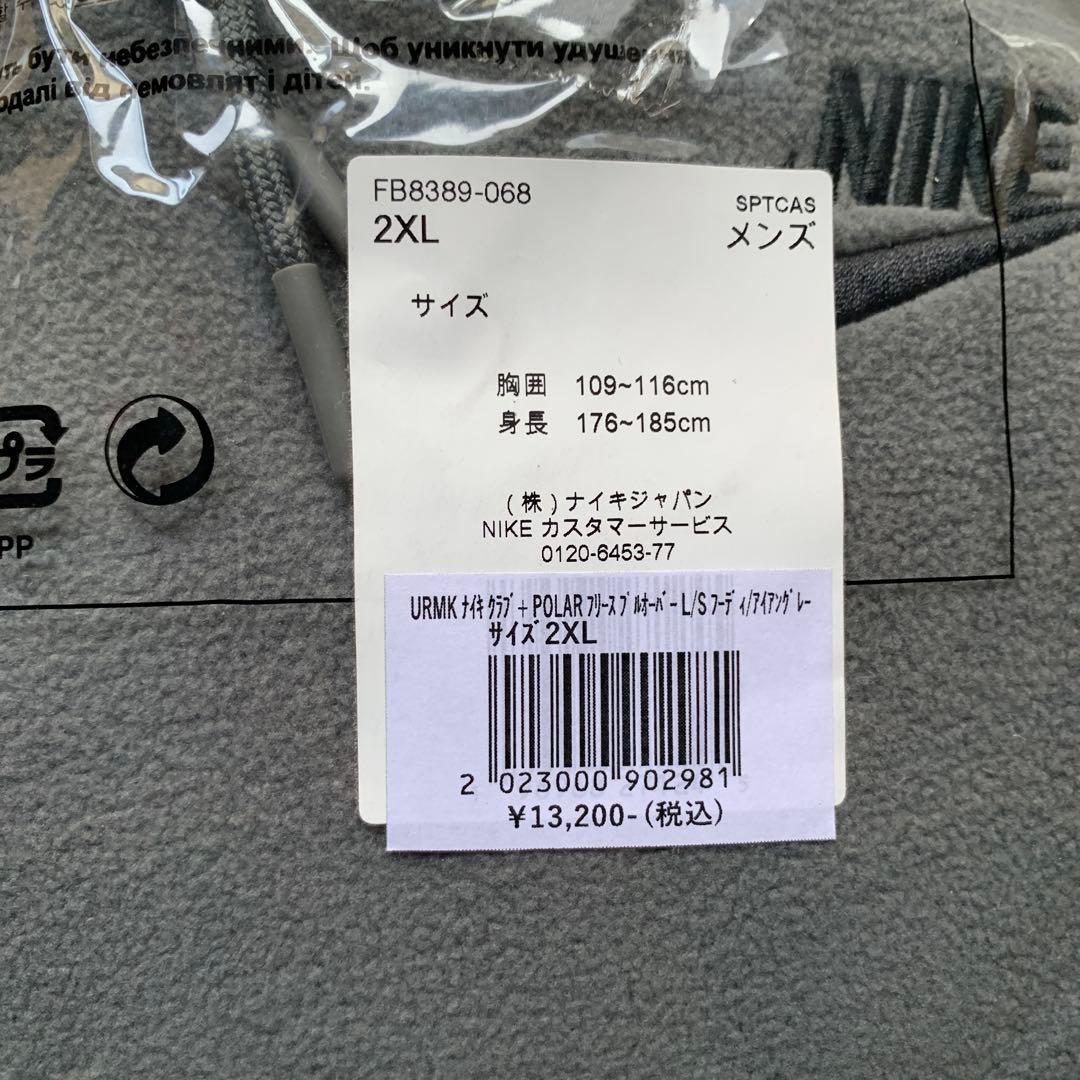 бути небезпечними. Щоб уникнути удушення
подалі від немовлят і дітей.
NIKE
FB8389-068
SPTCAS
2XL
メンズ
サイズ
胸囲 109~116cm
身長 176~185cm
(株)ナイキジャパン
NIKE カスタマーサービス
0120-6453-77
プラ
PP
URMK ﾅｲｷ ｸﾗﾌﾞ+ POLAR ﾌﾘｰｽ ﾌﾟﾙｵｰﾊﾞｰ L/S ﾌｰﾃﾞｨ/ｱｲｱﾝｸﾞﾚｰ
サイズ 2XL
2 023000 902981
¥13,200-(税込)